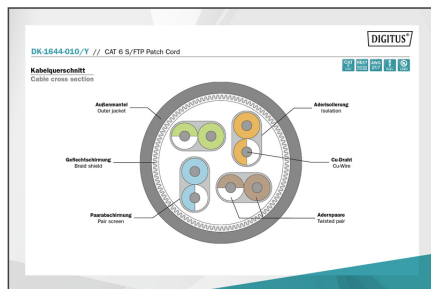 DIGITUS®
DK-1644-010/Y // CAT 6 S/FTP Patch Cord
Kabelquerschnitt
Cable cross section
Außenmantel
Outer jacket
Aderisolierung
Isolation
Geflechtschirmung
Braid shield
Cu-Draht
Cu-Wire
Paarabschirmung
Pair screen
Adernpaare
Twisted pair